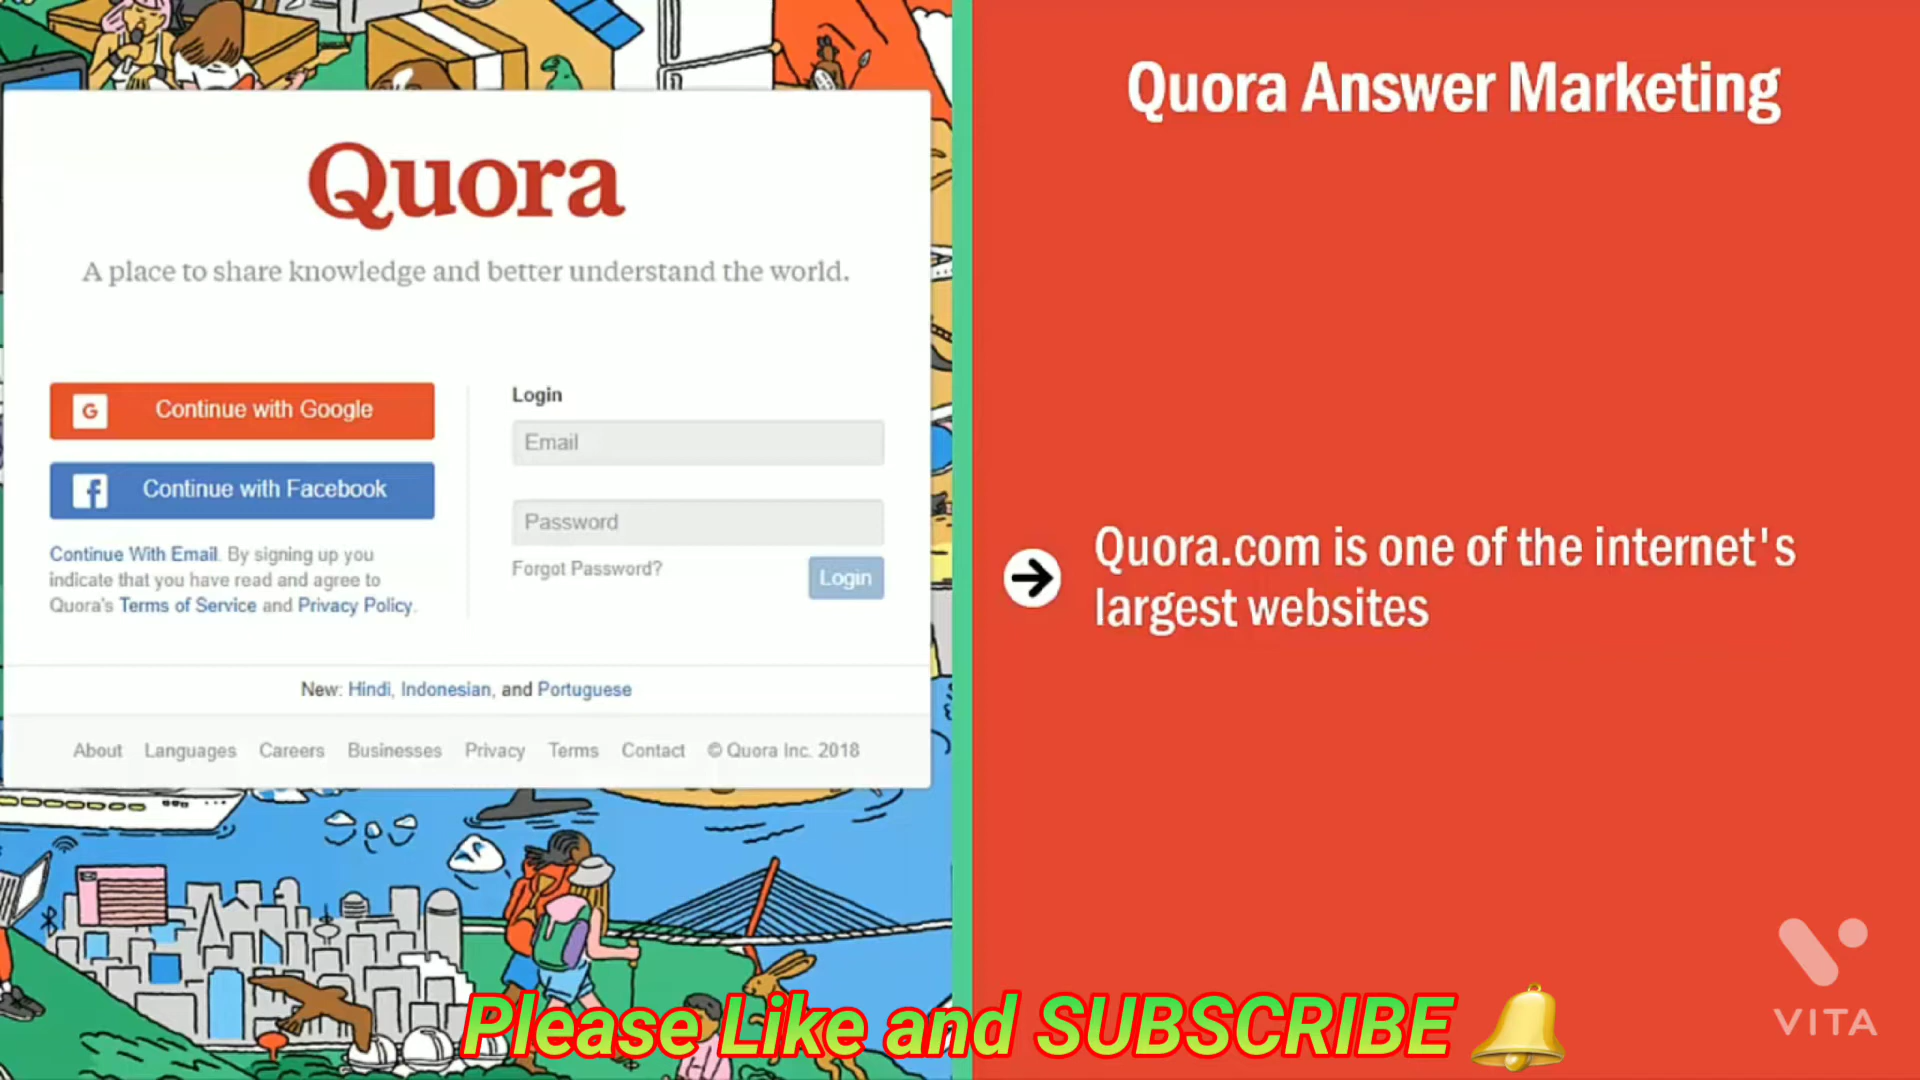 Quora
A place to share knowledge and better understand the world.
G Continue with Google
f Continue with Facebook
Continue With Email. By signing up you
indicate that you have read and agree to
Quora's Terms of Service and Privacy Policy.
Login
Email
Password
Forgot Password?
Login
New: Hindi, Indonesian, and Portuguese
About Languages Careers Businesses Privacy Terms Contact © Quora Inc. 2018
Quora Answer Marketing
Quora.com is one of the internet's
largest websites
Please Like and SUBSCRIBE
VITA